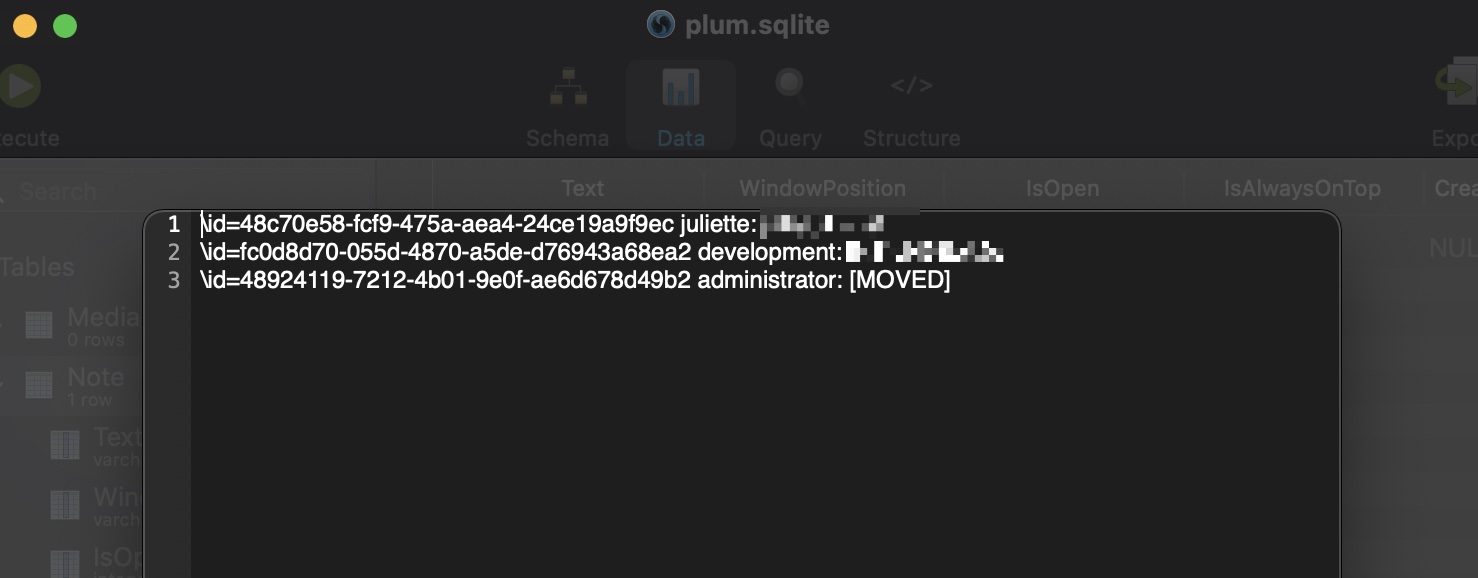 plum.sqlite
ecute
Schema
Data
Query
</>
Structure
Expo
Search
Text
WindowPosition
IsOpen
IsAlwaysOnTop
Crea
1 \id=48c70e58-fcf9-475a-aea4-24ce19a9f9ec juliette:
2 \id=fc0d8d70-055d-4870-a5de-d76943a68ea2 development:
3 \id=48924119-7212-4b01-9e0f-ae6d678d49b2 administrator: [MOVED]
NUL
Tables
Media
0 rows
Note
1 row
Text
varch
Win
varch
IsOp